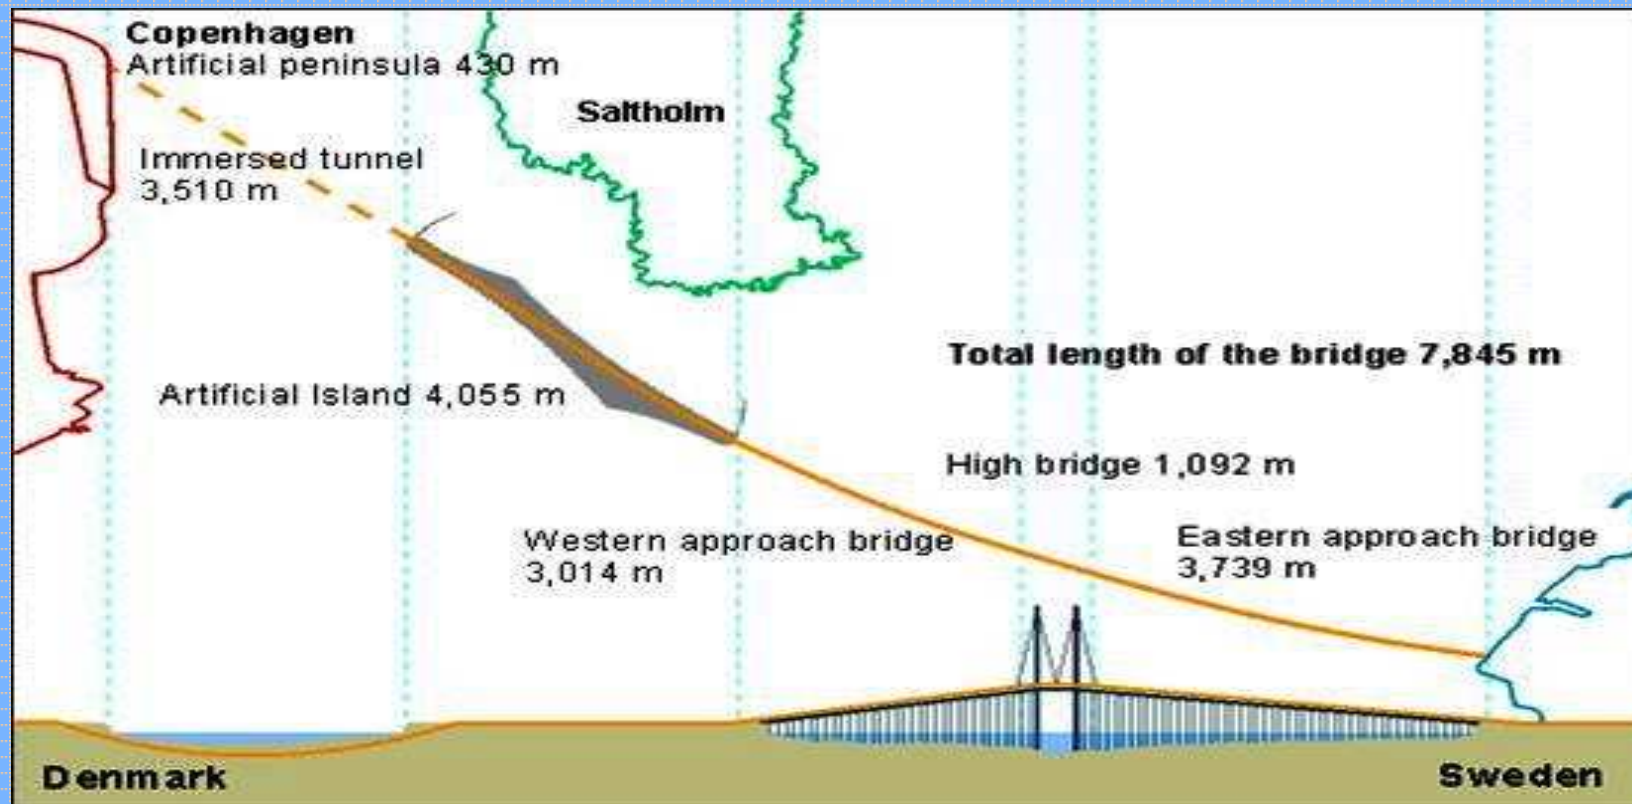 Copenhagen
Artificial peninsula 430 m
Saltholm
Immersed tunnel
3,510 m
Total length of the bridge 7,845 m
Artificial Island 4,055 m
High bridge 1,092 m
Western approach bridge
3,014 m
Eastern approach bridge
3,739 m
Denmark
Sweden